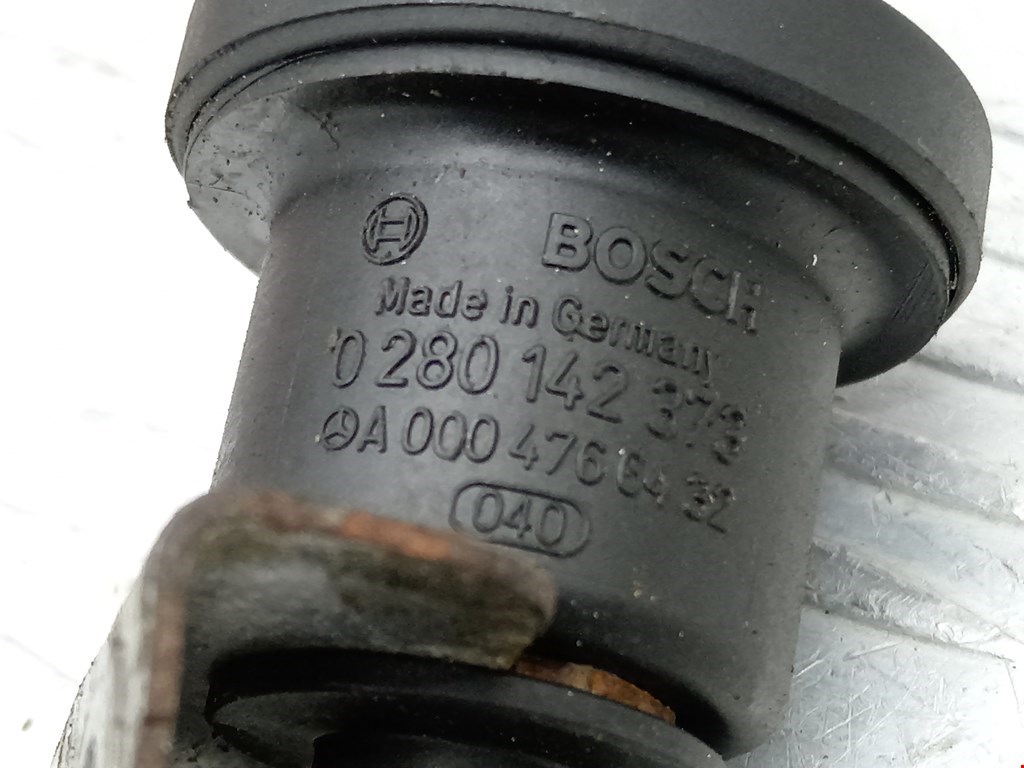 BOSCH
Made in Germany
0 280 142 373
A 000 476 64 32
040